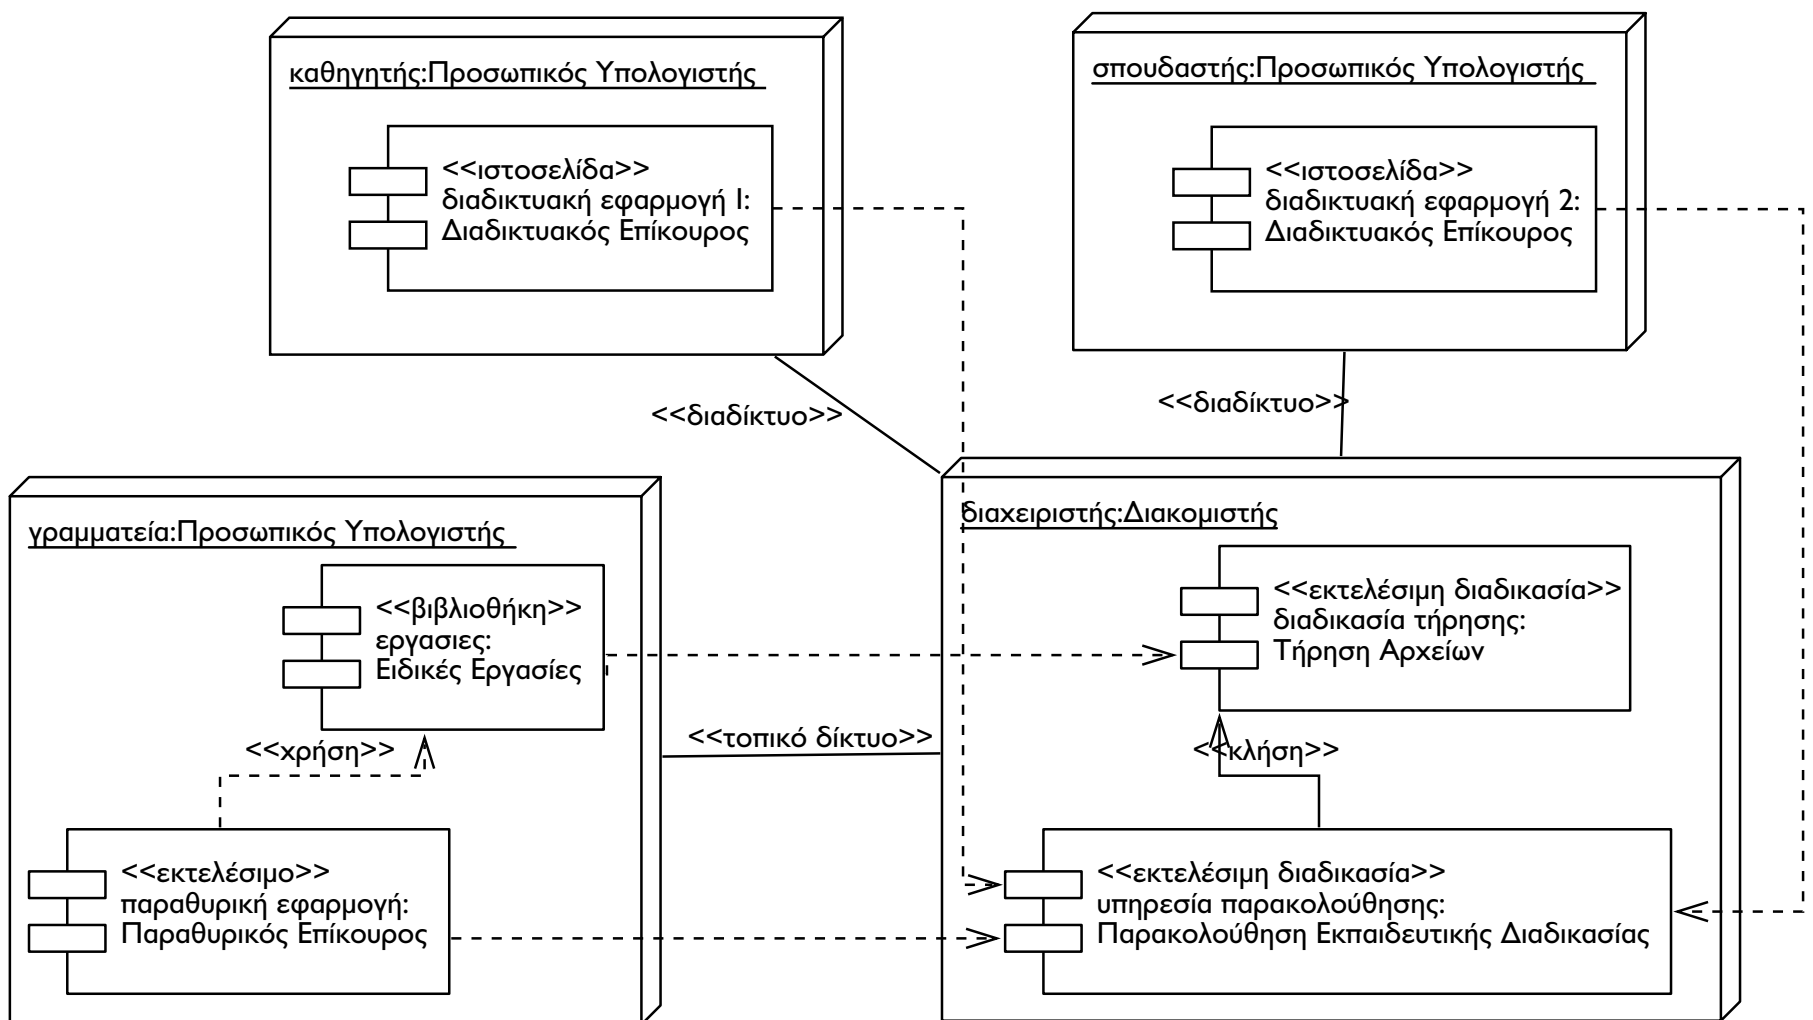 καθηγητής:Προσωπικός Υπολογιστής
<<ιστοσελίδα>>
διαδικτυακή εφαρμογή 1:
Διαδικτυακός Επίκουρος
σπουδαστής:Προσωπικός Υπολογιστής
<<ιστοσελίδα>>
διαδικτυακή εφαρμογή 2:
Διαδικτυακός Επίκουρος
<<διαδίκτυο>>
<<διαδίκτυο>>
γραμματεία:Προσωπικός Υπολογιστής
<<βιβλιοθήκη>>
εργασιες:
Ειδικές Εργασίες
<<χρήση>>
<<εκτελέσιμο>>
παραθυρική εφαρμογή:
Παραθυρικός Επίκουρος
<<τοπικό δίκτυο>>
διαχειριστής:Διακομιστής
<<εκτελέσιμη διαδικασία>>
διαδικασία τήρησης:
Τήρηση Αρχείων
<<κλήση>>
<<εκτελέσιμη διαδικασία>>
υπηρεσία παρακολούθησης:
Παρακολούθηση Εκπαιδευτικής Διαδικασίας